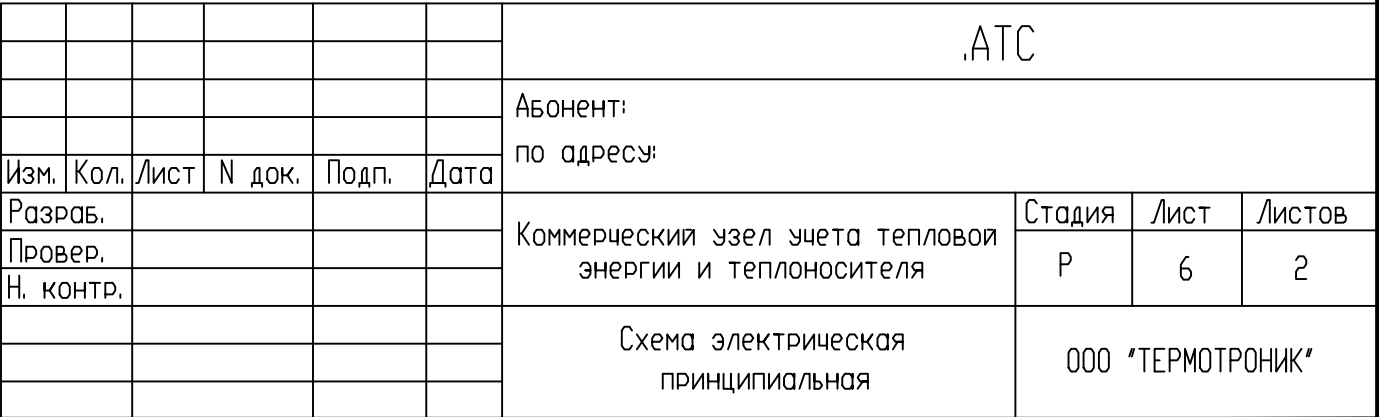 .АТС
Абонент:
по адресу:
Изм. Кол. Лист N док. Подп. Дата
Разраб.
Провер.
Н. контр.
Коммерческий узел учета тепловой
энергии и теплоносителя
Стадия Лист Листов
Р 6 2
Схема электрическая
принципиальная
ООО "ТЕРМОТРОНИК"